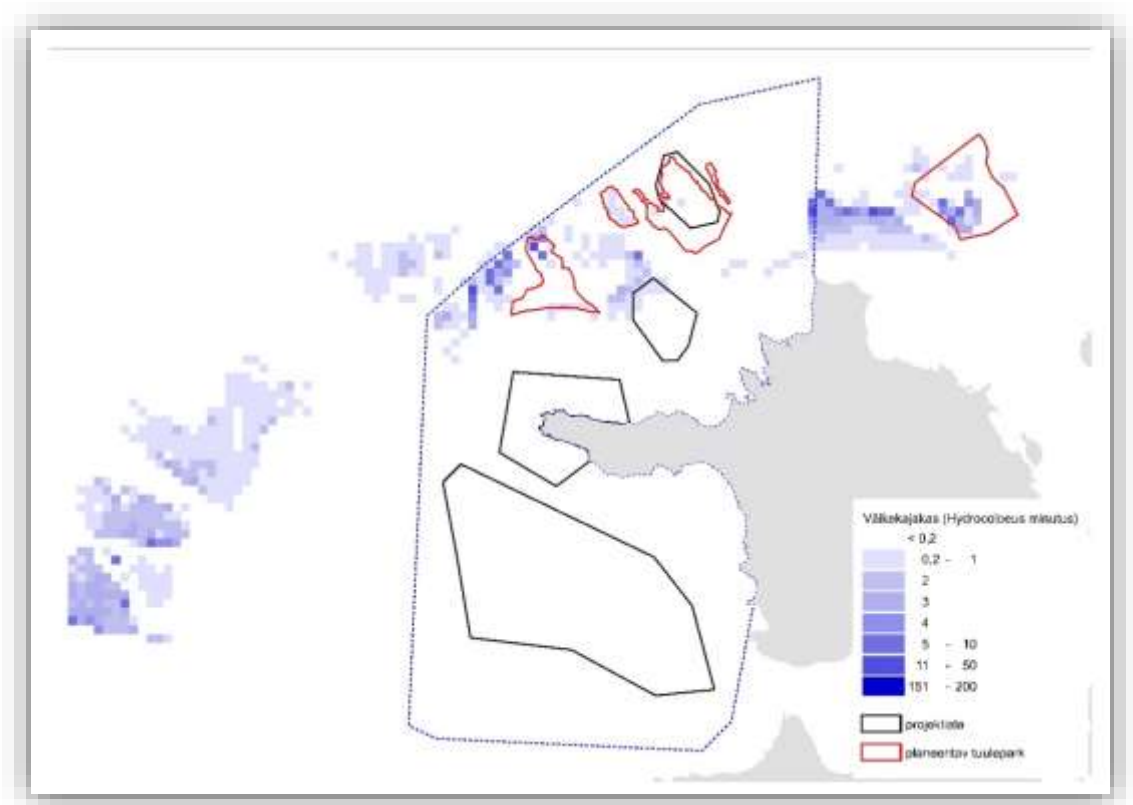 Väikekajakas (Hydrocoloeus minutus)
< 0,2
0,2 - 1
2
3
4
5 - 10
11 - 50
151 - 200
projektiala
planeeritav tuulepark